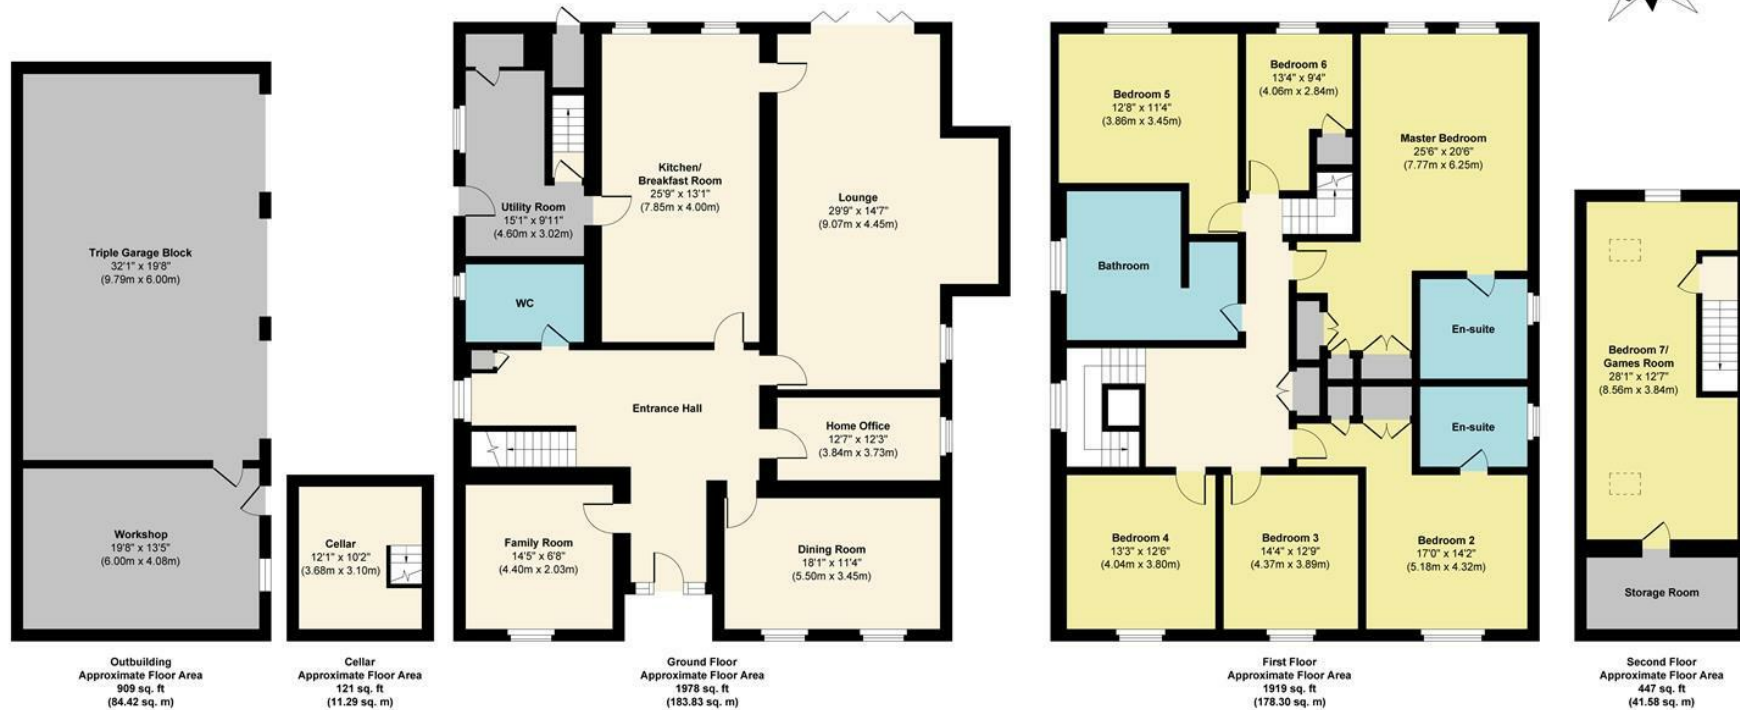 Triple Garage Block
32'1" x 19'8"
(9.79m x 6.00m)
Workshop
19'8" x 13'5"
(6.00m x 4.08m)
Outbuilding
Approximate Floor Area
909 sq. ft
(84.42 sq. m)
Cellar
12'1" x 10'2"
(3.68m x 3.10m)
Cellar
Approximate Floor Area
121 sq. ft
(11.29 sq. m)
Utility Room
15'1" x 9'11"
(4.60m x 3.02m)
WC
Kitchen/
Breakfast Room
25'9" x 13'1"
(7.85m x 4.00m)
Lounge
29'9" x 14'7"
(9.07m x 4.45m)
Entrance Hall
Home Office
12'7" x 12'3"
(3.84m x 3.73m)
Family Room
14'5" x 6'8"
(4.40m x 2.03m)
Dining Room
18'1" x 11'4"
(5.50m x 3.45m)
Ground Floor
Approximate Floor Area
1978 sq. ft
(183.83 sq. m)
Bedroom 5
12'8" x 11'4"
(3.86m x 3.45m)
Bedroom 6
13'4" x 9'4"
(4.06m x 2.84m)
Master Bedroom
25'6" x 20'6"
(7.77m x 6.25m)
Bathroom
En-suite
En-suite
Bedroom 4
13'3" x 12'6"
(4.04m x 3.80m)
Bedroom 3
14'4" x 12'9"
(4.37m x 3.89m)
Bedroom 2
17'0" x 14'2"
(5.18m x 4.32m)
First Floor
Approximate Floor Area
1919 sq. ft
(178.30 sq. m)
Bedroom 7/
Games Room
28'1" x 12'7"
(8.56m x 3.84m)
Storage Room
Second Floor
Approximate Floor Area
447 sq. ft
(41.58 sq. m)